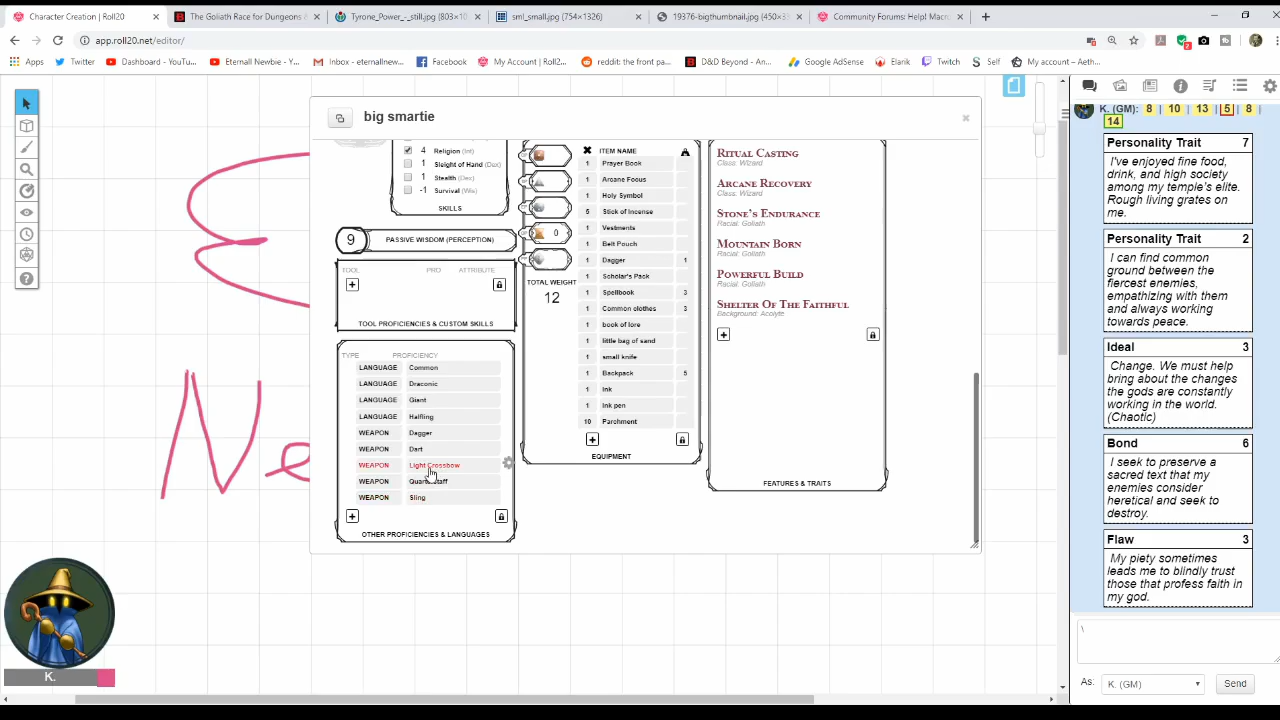 Character Creation | Roll20
The Goliath Race for Dungeons &
Tyrone_Power_-_still.jpg (803×10
sml_small.jpg (754×1326)
19376-bigthumbnail.jpg (450×33
Community Forums: Help! Macro
app.roll20.net/editor/
Apps
Twitter
Dashboard - YouTu...
Eternall Newbie - Y...
Inbox - eternallnew...
Facebook
My Account | Roll2...
reddit: the front pa...
D&D Beyond - An...
Google AdSense
Elarik
Twitch
Self
My account – Aeth...
big smartie
4 Religion (Int)
1 Sleight of Hand (Dex)
1 Stealth (Dex)
-1 Survival (Wis)
SKILLS
9 PASSIVE WISDOM (PERCEPTION)
TOOL PRO ATTRIBUTE
TOOL PROFICIENCIES & CUSTOM SKILLS
TYPE PROFICIENCY
LANGUAGE Common
LANGUAGE Draconic
LANGUAGE Giant
LANGUAGE Halfling
WEAPON Dagger
WEAPON Dart
WEAPON Light Crossbow
WEAPON Quarterstaff
WEAPON Sling
OTHER PROFICIENCIES & LANGUAGES
0
TOTAL WEIGHT
12
ITEM NAME
1 Prayer Book
1 Arcane Focus
1 Holy Symbol
5 Stick of Incense
1 Vestments
1 Belt Pouch
1 Dagger 1
1 Scholar's Pack
1 Spellbook 3
1 Common clothes 3
1 book of lore
1 little bag of sand
1 small knife
1 Backpack 5
1 Ink
1 Ink pen
10 Parchment
EQUIPMENT
RITUAL CASTING
Class: Wizard
ARCANE RECOVERY
Class: Wizard
STONE'S ENDURANCE
Racial: Goliath
MOUNTAIN BORN
Racial: Goliath
POWERFUL BUILD
Racial: Goliath
SHELTER OF THE FAITHFUL
Background: Acolyte
FEATURES & TRAITS
Ne
K.
K. (GM): 8 | 10 | 13 | 5 | 8 |
14
Personality Trait 7
I've enjoyed fine food,
drink, and high society
among my temple's elite.
Rough living grates on
me.
Personality Trait 2
I can find common
ground between the
fiercest enemies,
empathizing with them
and always working
towards peace.
Ideal 3
Change. We must help
bring about the changes
the gods are constantly
working in the world.
(Chaotic)
Bond 6
I seek to preserve a
sacred text that my
enemies consider
heretical and seek to
destroy.
Flaw 3
My piety sometimes
leads me to blindly trust
those that profess faith in
my god.
\
As: K. (GM) Send